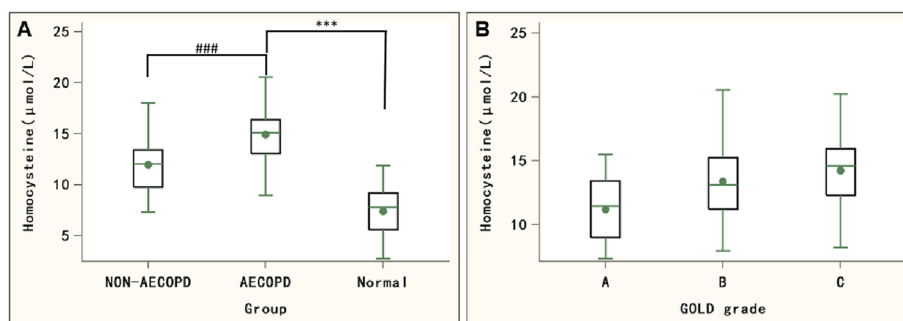 A
Homocysteine(μmol/L)
25
20
15
10
5
###
***
NON-AECOPD AECOPD Normal
Group
B
Homocysteine(μmol/L)
25
20
15
10
A B C
GOLD grade